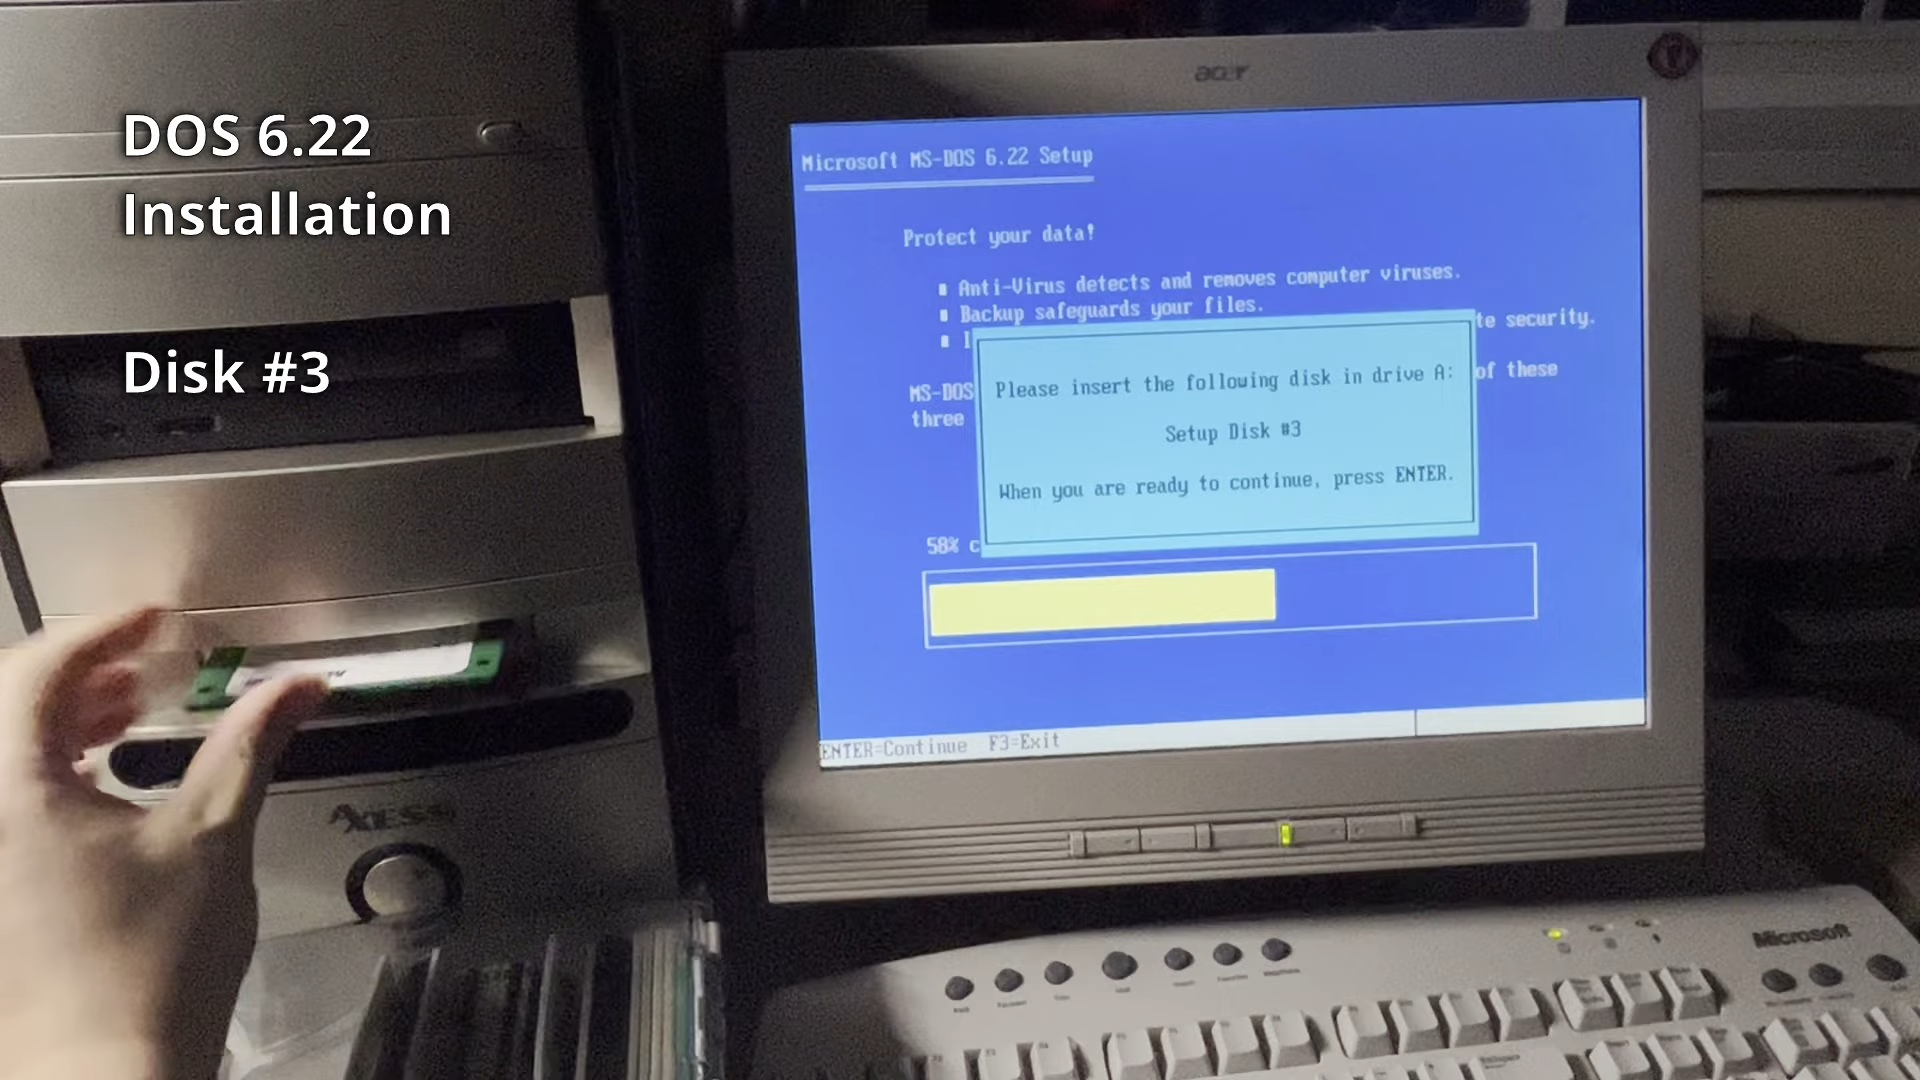 DOS 6.22
Installation
Disk #3
acer
Microsoft MS-DOS 6.22 Setup
Protect your data!
Anti-Virus detects and removes computer viruses.
Backup safeguards your files.
te security.
MS-DOS
of these
three
Please insert the following disk in drive A:
Setup Disk #3
When you are ready to continue, press ENTER.
58% c
ENTER=Continue F3=Exit
AXESS
Microsoft